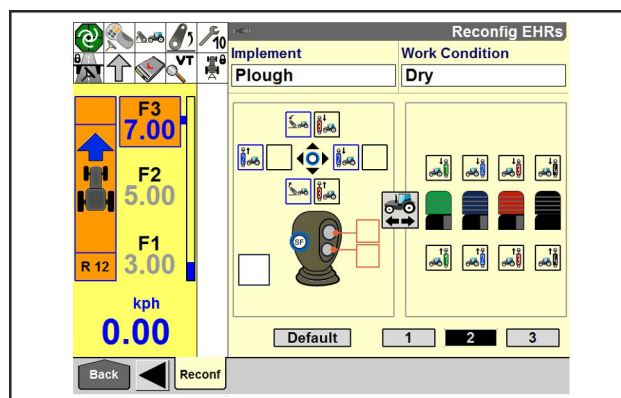 Reconfig EHRs
5
10
VT
Implement
Work Condition
Plough
Dry
F3
7.00
F2
5.00
F1
R 12
3.00
SF
kph
0.00
Default
1
2
3
Back
Reconf